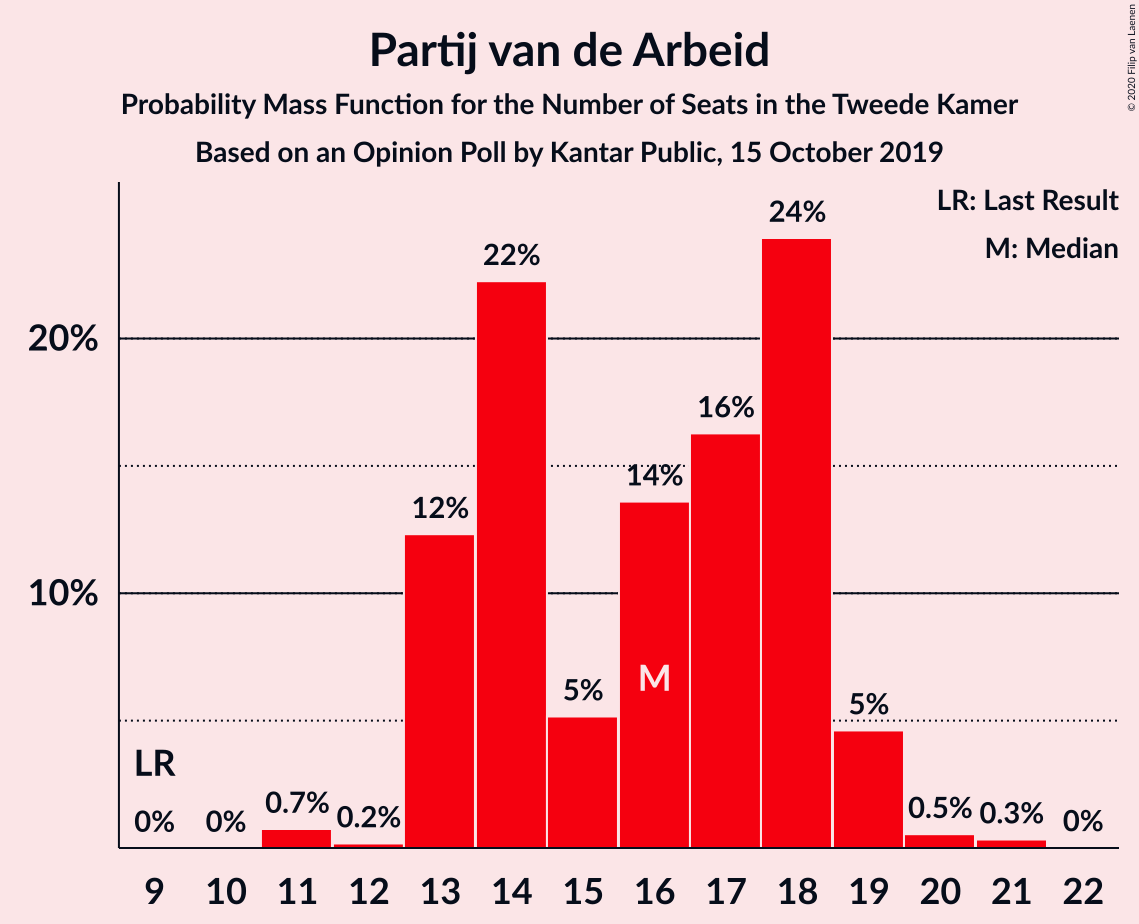 Partij van de Arbeid
Probability Mass Function for the Number of Seats in the Tweede Kamer
Based on an Opinion Poll by Kantar Public, 15 October 2019
© 2020 Filip van Laenen
LR: Last Result
M: Median
20%
10%
LR
0%
0%
0.7%
0.2%
12%
22%
5%
14%
M
16%
24%
5%
0.5%
0.3%
0%
9 10 11 12 13 14 15 16 17 18 19 20 21 22